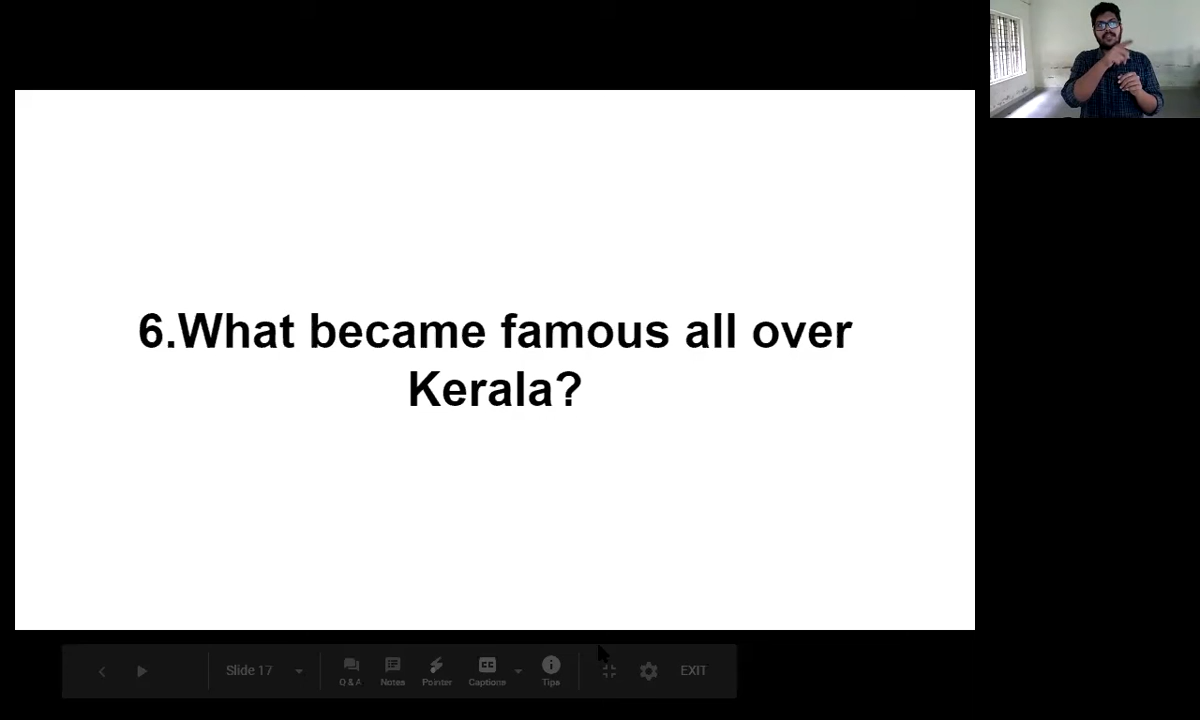 6.What became famous all over
Kerala?
Slide 17
Q & A
Notes
Pointer
Captions
Tips
EXIT